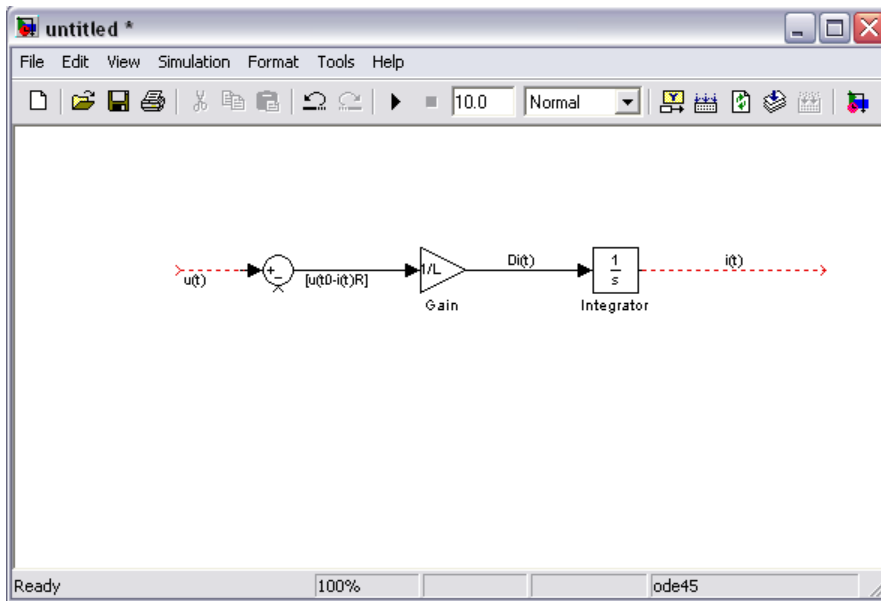 untitled *
File Edit View Simulation Format Tools Help
10.0 Normal
u(t)
+
-
[u(t0-i(t)R]
1/L
Gain
Di(t)
1
s
Integrator
i(t)
Ready 100% ode45